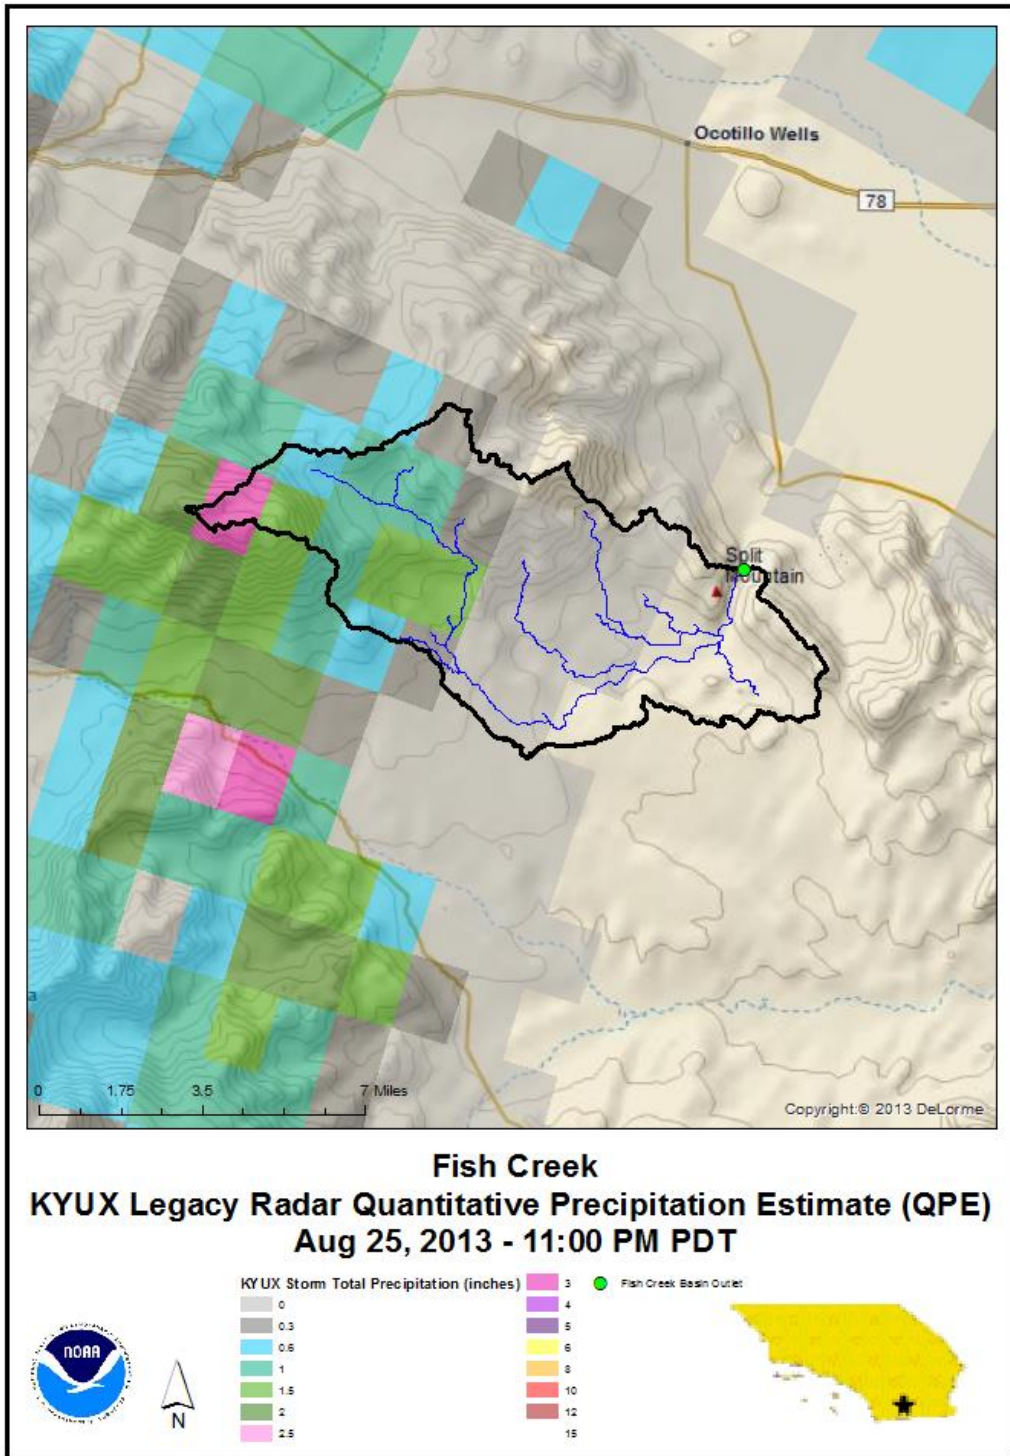 Ocotillo Wells
78
Split
Mountain
a
0 1.75 3.5 7 Miles
Copyright:© 2013 DeLorme
Fish Creek
KYUX Legacy Radar Quantitative Precipitation Estimate (QPE)
Aug 25, 2013 - 11:00 PM PDT
KYUX Storm Total Precipitation (inches)
0
0.3
0.6
1
1.5
2
2.5
3
4
5
6
8
10
12
15
Fish Creek Basin Outlet
NOAA
N